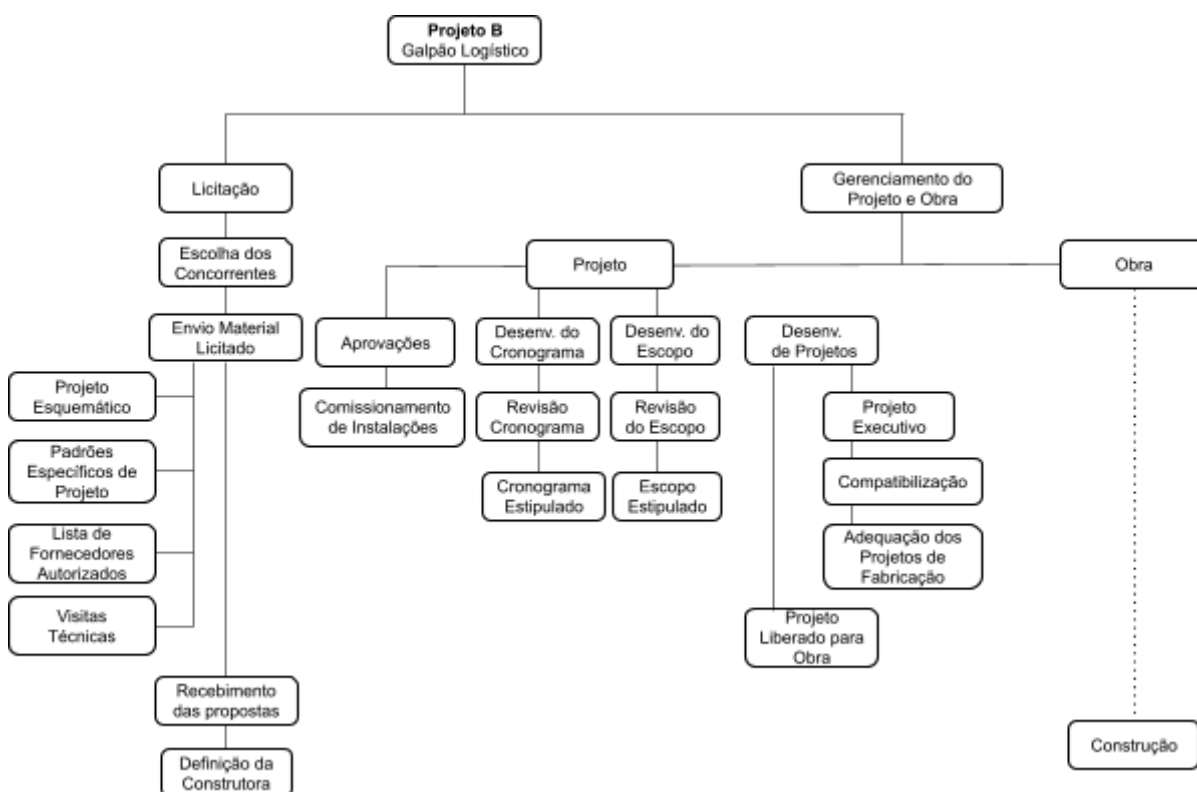 Projeto B
Galpão Logístico
Licitação
Gerenciamento do
Projeto e Obra
Escolha dos
Concorrentes
Projeto
Obra
Envio Material
Licitado
Aprovações
Desenv. do
Cronograma
Desenv. do
Escopo
Desenv.
de Projetos
Projeto
Esquemático
Comissionamento
de Instalações
Revisão
Cronograma
Revisão
do Escopo
Projeto
Executivo
Padrões
Específicos de
Projeto
Cronograma
Estipulado
Escopo
Estipulado
Compatibilização
Lista de
Fornecedores
Autorizados
Adequação dos
Projetos de
Fabricação
Visitas
Técnicas
Projeto
Liberado para
Obra
Recebimento
das propostas
Construção
Definição da
Construtora